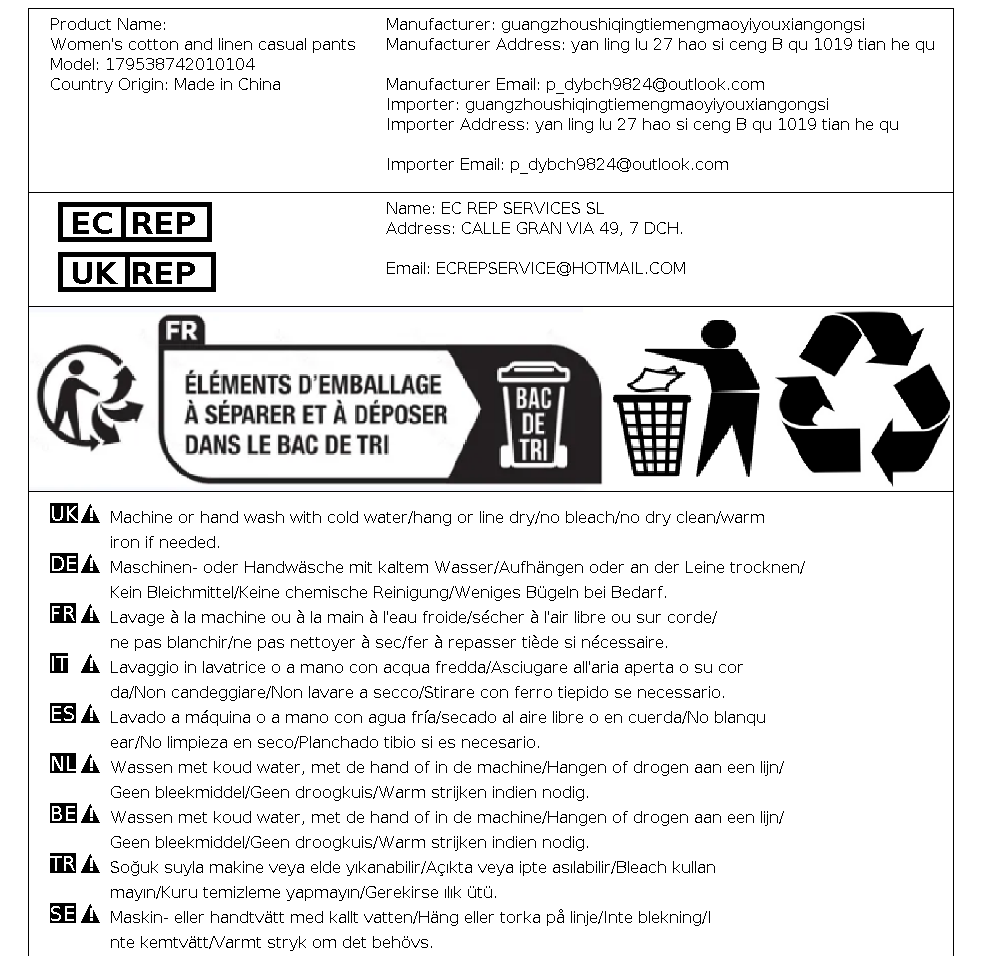 Product Name:
Women's cotton and linen casual pants
Model: 179538742010104
Country Origin: Made in China
Manufacturer: guangzhoushiqingtiemengmaoyiyouxiangongsi
Manufacturer Address: yan ling lu 27 hao si ceng B qu 1019 tian he qu
Manufacturer Email: p_dybch9824@outlook.com
Importer: guangzhoushiqingtiemengmaoyiyouxiangongsi
Importer Address: yan ling lu 27 hao si ceng B qu 1019 tian he qu
Importer Email: p_dybch9824@outlook.com
EC REP
UK REP
Name: EC REP SERVICES SL
Address: CALLE GRAN VIA 49, 7 DCH.
Email: ECREPSERVICE@HOTMAIL.COM
FR
ÉLÉMENTS D'EMBALLAGE
À SÉPARER ET À DÉPOSER
DANS LE BAC DE TRI
BAC
DE
TRI
UK Machine or hand wash with cold water/hang or line dry/no bleach/no dry clean/warm
iron if needed.
DE Maschinen- oder Handwäsche mit kaltem Wasser/Aufhängen oder an der Leine trocknen/
Kein Bleichmittel/Keine chemische Reinigung/Weniges Bügeln bei Bedarf.
FR Lavage à la machine ou à la main à l'eau froide/sécher à l'air libre ou sur corde/
ne pas blanchir/ne pas nettoyer à sec/fer à repasser tiède si nécessaire.
IT Lavaggio in lavatrice o a mano con acqua fredda/Asciugare all'aria aperta o su cor
da/Non candeggiare/Non lavare a secco/Stirare con ferro tiepido se necessario.
ES Lavado a máquina o a mano con agua fría/secado al aire libre o en cuerda/No blanqu
ear/No limpieza en seco/Planchado tibio si es necesario.
NL Wassen met koud water, met de hand of in de machine/Hangen of drogen aan een lijn/
Geen bleekmiddel/Geen droogkuis/Warm strijken indien nodig.
BE Wassen met koud water, met de hand of in de machine/Hangen of drogen aan een lijn/
Geen bleekmiddel/Geen droogkuis/Warm strijken indien nodig.
TR Soğuk suyla makine veya elde yıkanabilir/Açıkta veya ipte asılabilir/Bleach kullan
mayın/Kuru temizleme yapmayın/Gerekirse ılık ütü.
SE Maskin- eller handtvätt med kallt vatten/Häng eller torka på linje/Inte blekning/I
nte kemtvätt/Varmt stryk om det behövs.